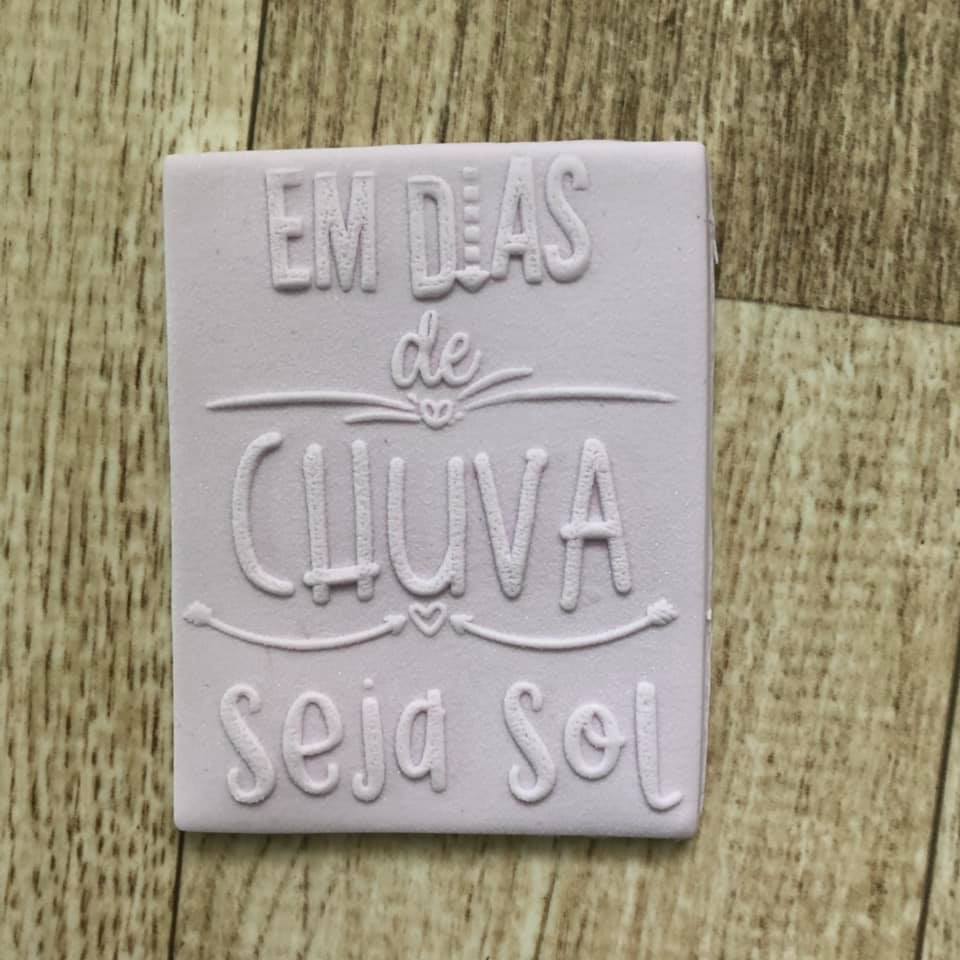 EM DIAS
de
CHUVA
seja sol